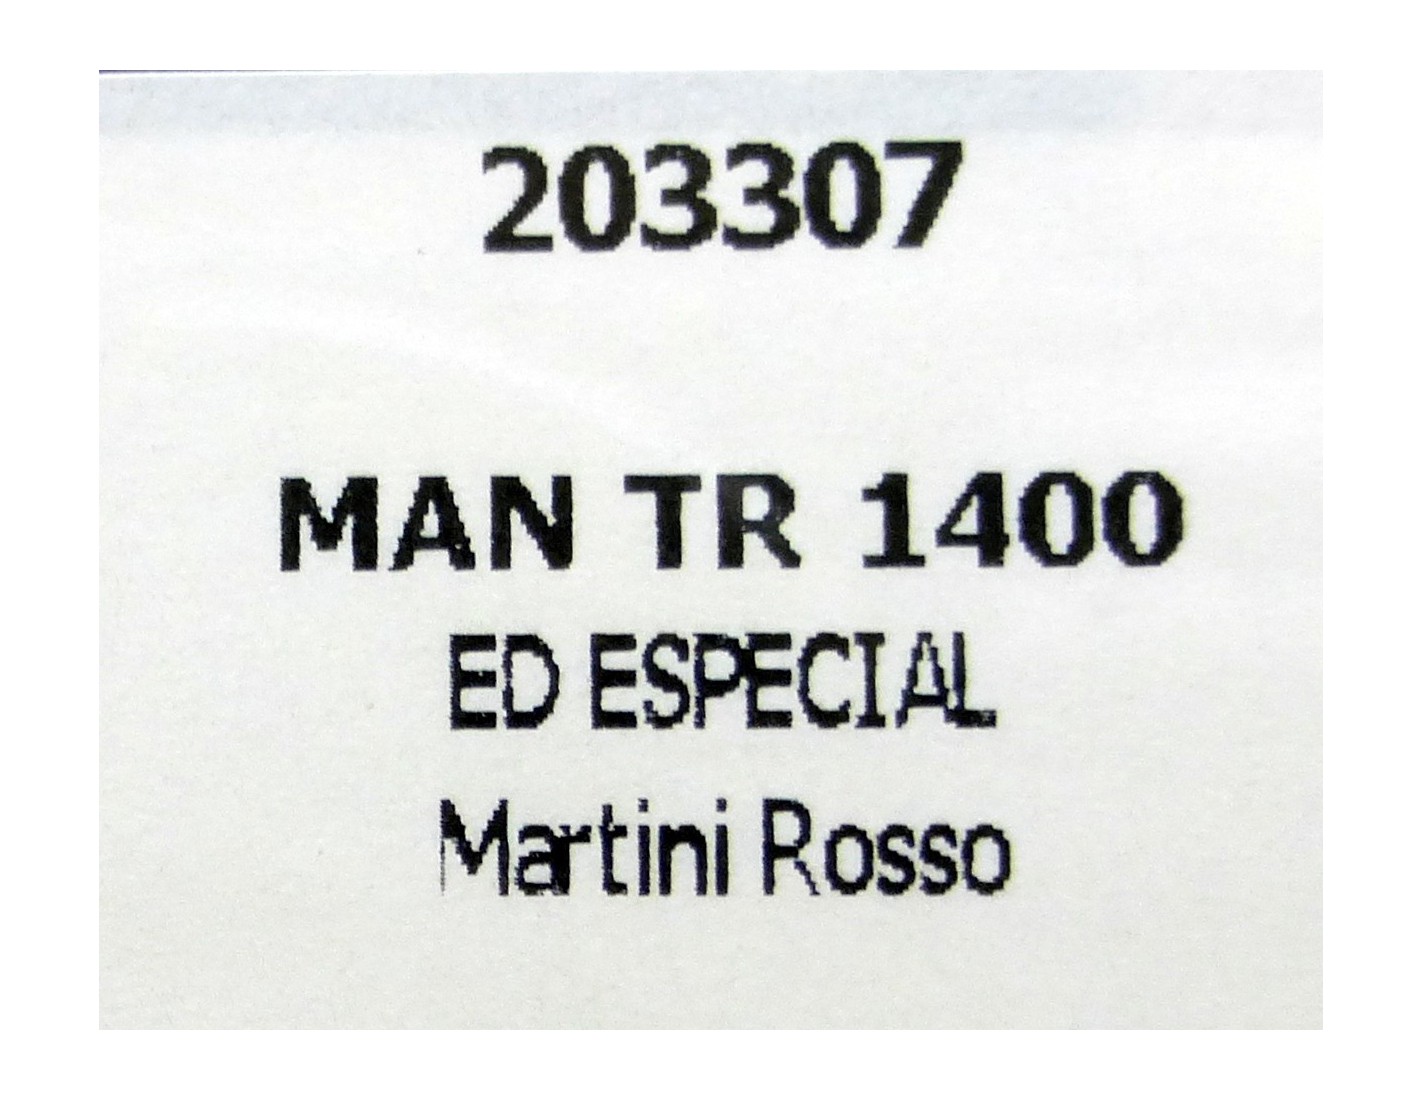 203307
MAN TR 1400
ED ESPECIAL
Martini Rosso